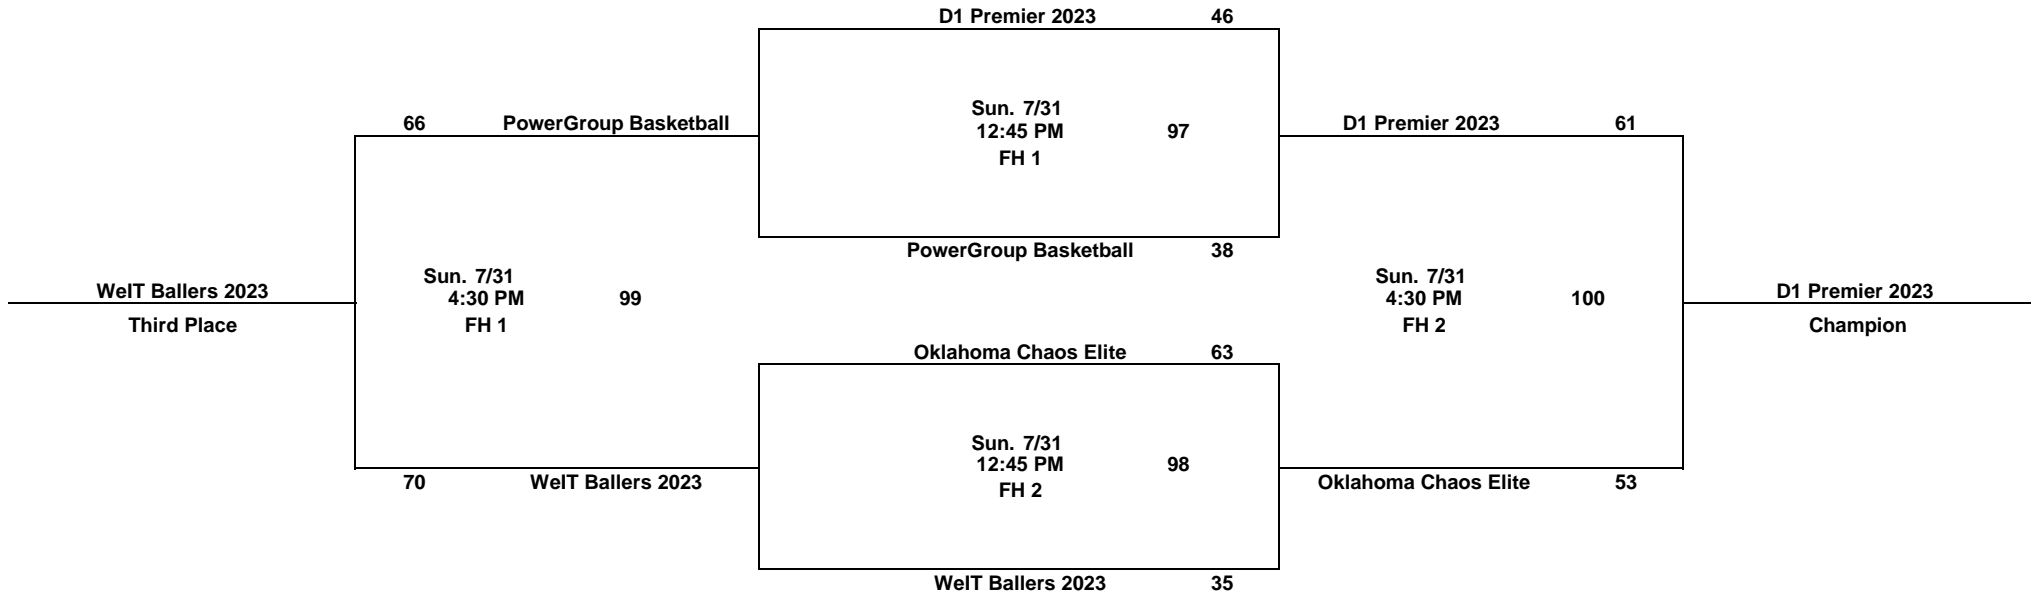 D1 Premier 2023 46
Sun. 7/31
66 PowerGroup Basketball 12:45 PM 97 D1 Premier 2023 61
FH 1
PowerGroup Basketball 38
Sun. 7/31 Sun. 7/31
WeIT Ballers 2023 4:30 PM 99 4:30 PM 100 D1 Premier 2023
Third Place FH 1 FH 2 Champion
Oklahoma Chaos Elite 63
Sun. 7/31
12:45 PM 98
70 WeIT Ballers 2023 FH 2 Oklahoma Chaos Elite 53
WeIT Ballers 2023 35